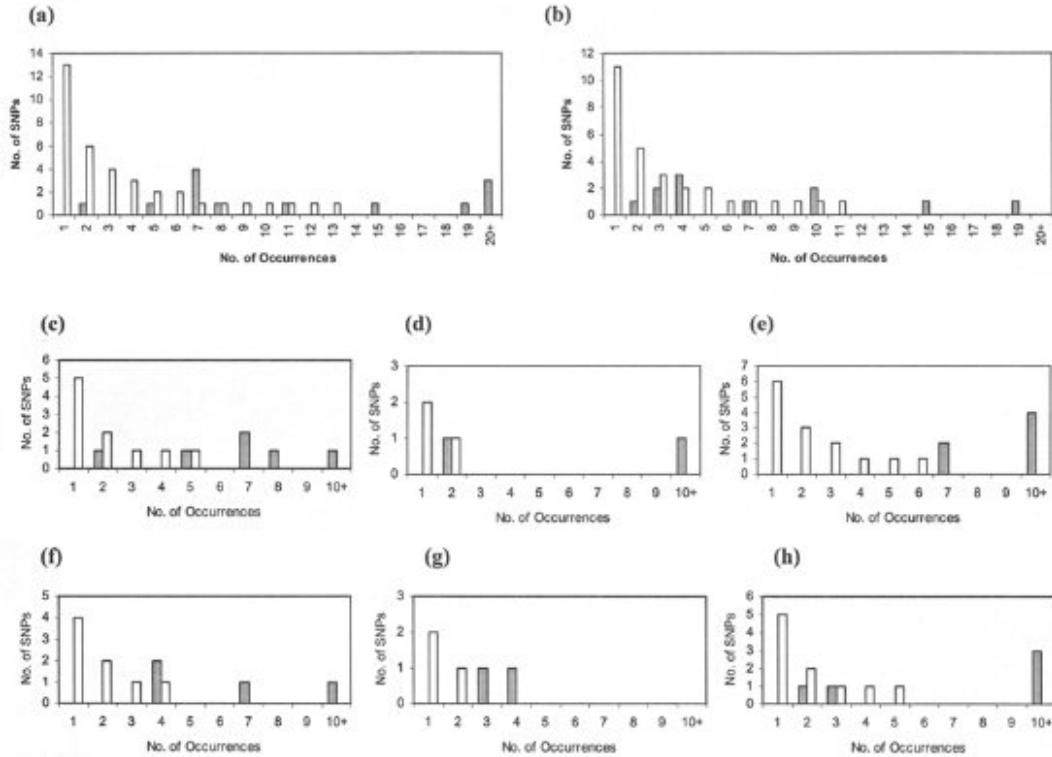 (a)
(b)
14
12
10
8
6
4
2
0
No. of SNPs
1 2 3 4 5 6 7 8 9 10 11 12 13 14 15 16 17 18 19 20+
No. of Occurrences
12
10
8
6
4
2
0
No. of SNPs
1 2 3 4 5 6 7 8 9 10 11 12 13 14 15 16 17 18 19 20+
No. of Occurrences
(c)
(d)
(e)
6
5
4
3
2
1
0
No. of SNPs
1 2 3 4 5 6 7 8 9 10+
No. of Occurrences
3
2
1
0
No. of SNPs
1 2 3 4 5 6 7 8 9 10+
No. of Occurrences
7
6
5
4
3
2
1
0
No. of SNPs
1 2 3 4 5 6 7 8 9 10+
No. of Occurrences
(f)
(g)
(h)
5
4
3
2
1
0
No. of SNPs
1 2 3 4 5 6 7 8 9 10+
No. of Occurrences
3
2
1
0
No. of SNPs
1 2 3 4 5 6 7 8 9 10+
No. of Occurrences
6
5
4
3
2
1
0
No. of SNPs
1 2 3 4 5 6 7 8 9 10+
No. of Occurrences